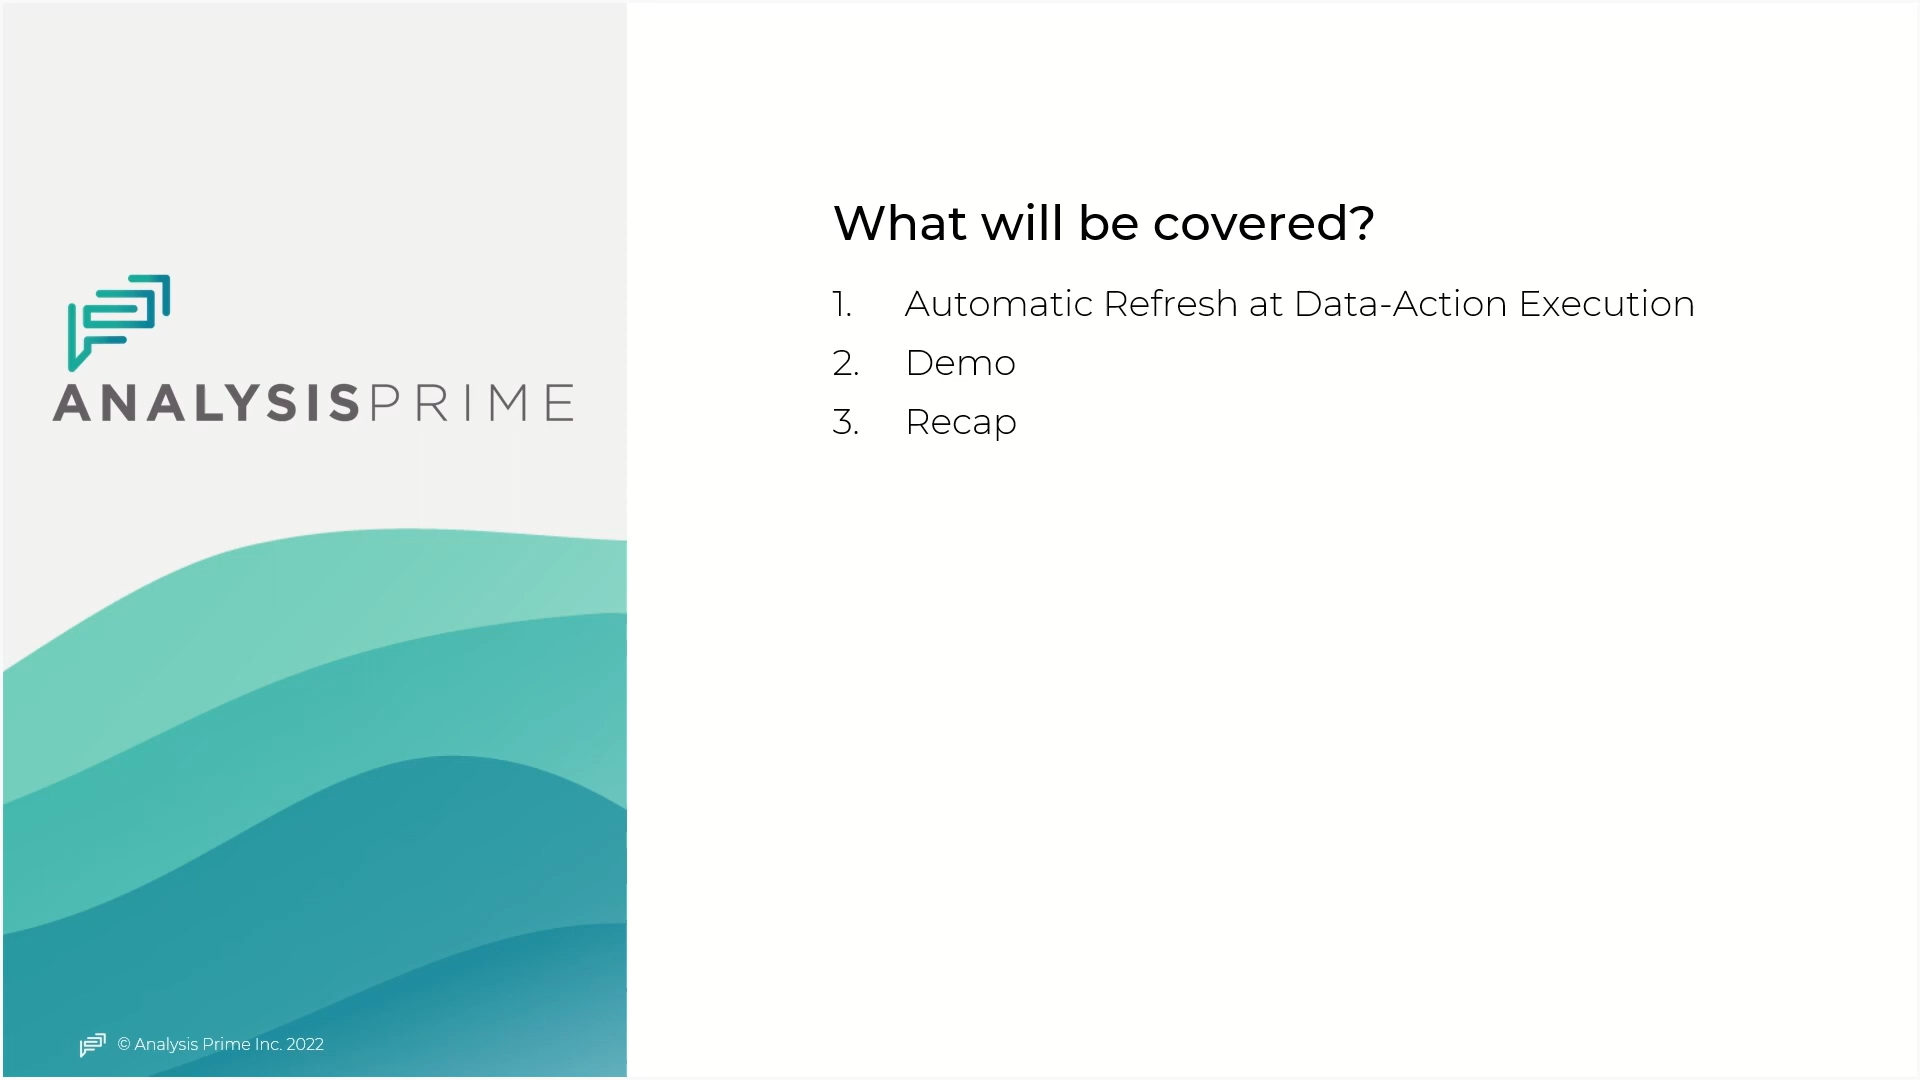 ANALYSISPRIME
What will be covered?
1. Automatic Refresh at Data-Action Execution
2. Demo
3. Recap
© Analysis Prime Inc. 2022